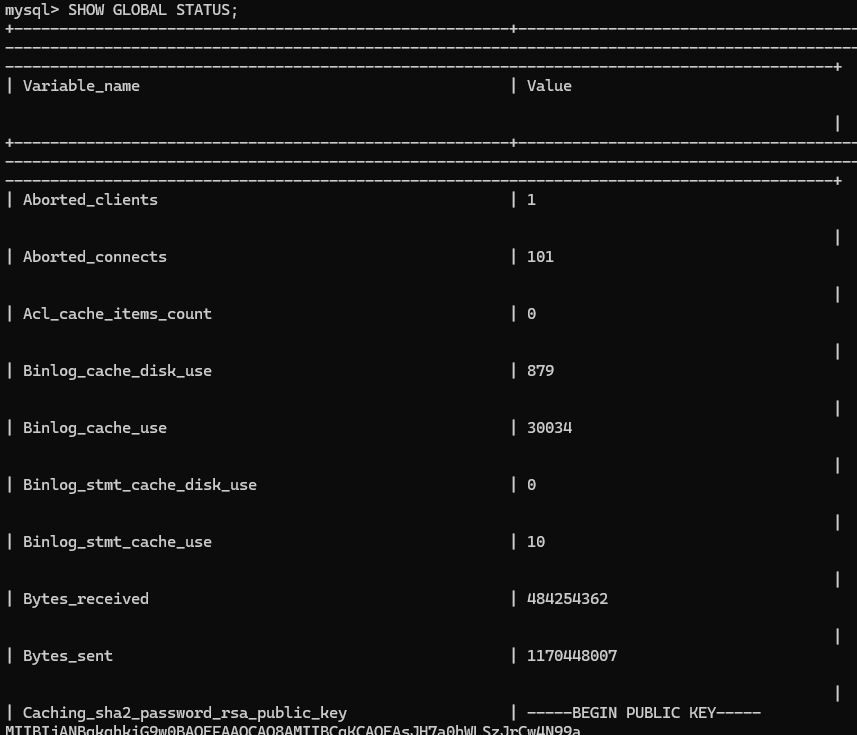 mysql> SHOW GLOBAL STATUS;
| Variable_name | Value |
| Aborted_clients | 1 |
| Aborted_connects | 101 |
| Acl_cache_items_count | 0 |
| Binlog_cache_disk_use | 879 |
| Binlog_cache_use | 30034 |
| Binlog_stmt_cache_disk_use | 0 |
| Binlog_stmt_cache_use | 10 |
| Bytes_received | 484254362 |
| Bytes_sent | 1170448007 |
| Caching_sha2_password_rsa_public_key | -----BEGIN PUBLIC KEY-----